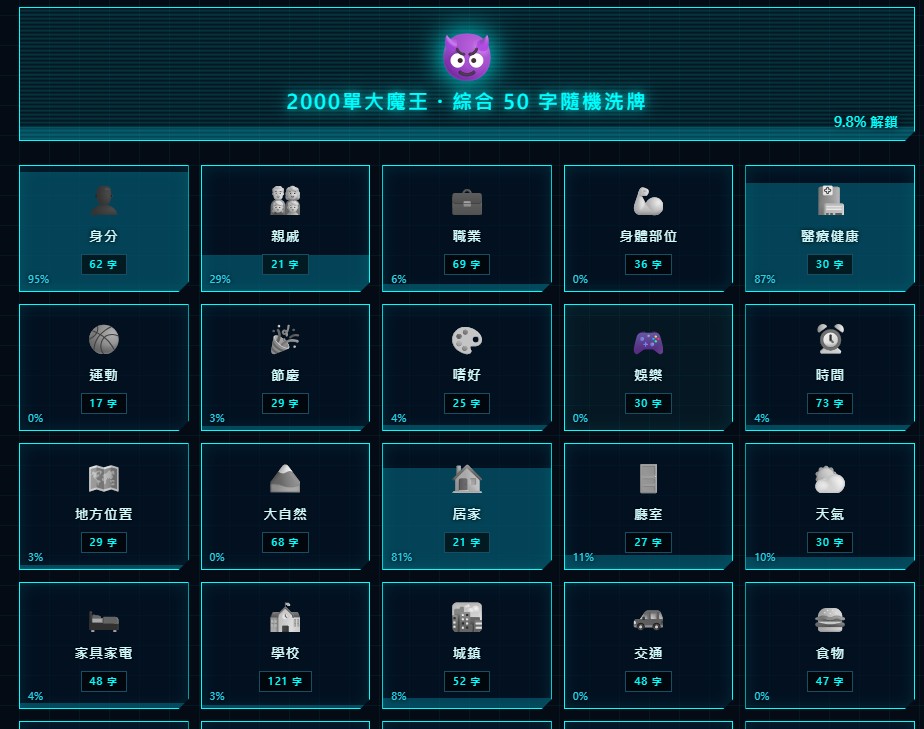 2000單大魔王‧綜合 50 字隨機洗牌
9.8% 解鎖
身分
62 字
95%
親戚
21 字
29%
職業
69 字
6%
身體部位
36 字
0%
醫療健康
30 字
87%
運動
17 字
0%
節慶
29 字
3%
嗜好
25 字
4%
娛樂
30 字
0%
時間
73 字
4%
地方位置
29 字
3%
大自然
68 字
0%
居家
21 字
81%
廳室
27 字
11%
天氣
30 字
10%
家具家電
48 字
4%
學校
121 字
3%
城鎮
52 字
8%
交通
48 字
0%
食物
47 字
0%